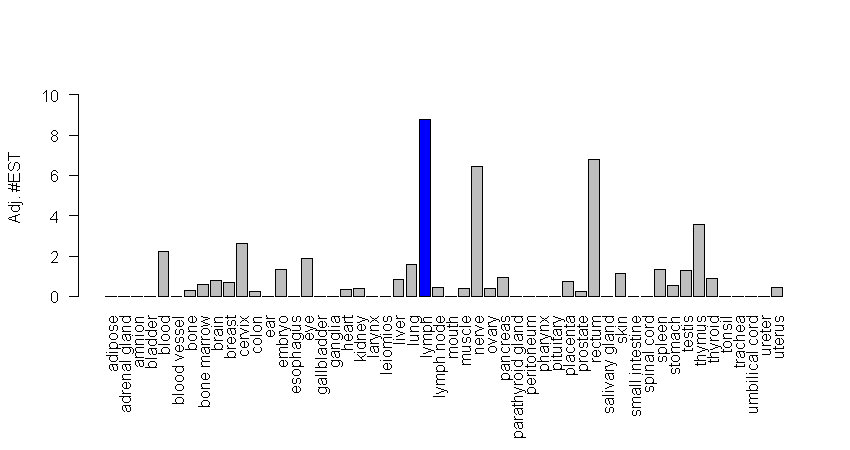 Adj. #EST
10
8
6
4
2
0
adipose
adrenal gland
amnion
bladder
blood
blood vessel
bone
bone marrow
brain
breast
cervix
colon
ear
embryo
esophagus
eye
gallbladder
ganglia
heart
kidney
larynx
leiomios
liver
lung
lymph
lymph node
mouth
muscle
nerve
ovary
pancreas
parathyroid gland
peritoneum
pharynx
pituitary
placenta
prostate
rectum
salivary gland
skin
small intestine
spinal cord
spleen
stomach
testis
thymus
thyroid
tonsil
trachea
umbilical cord
ureter
uterus